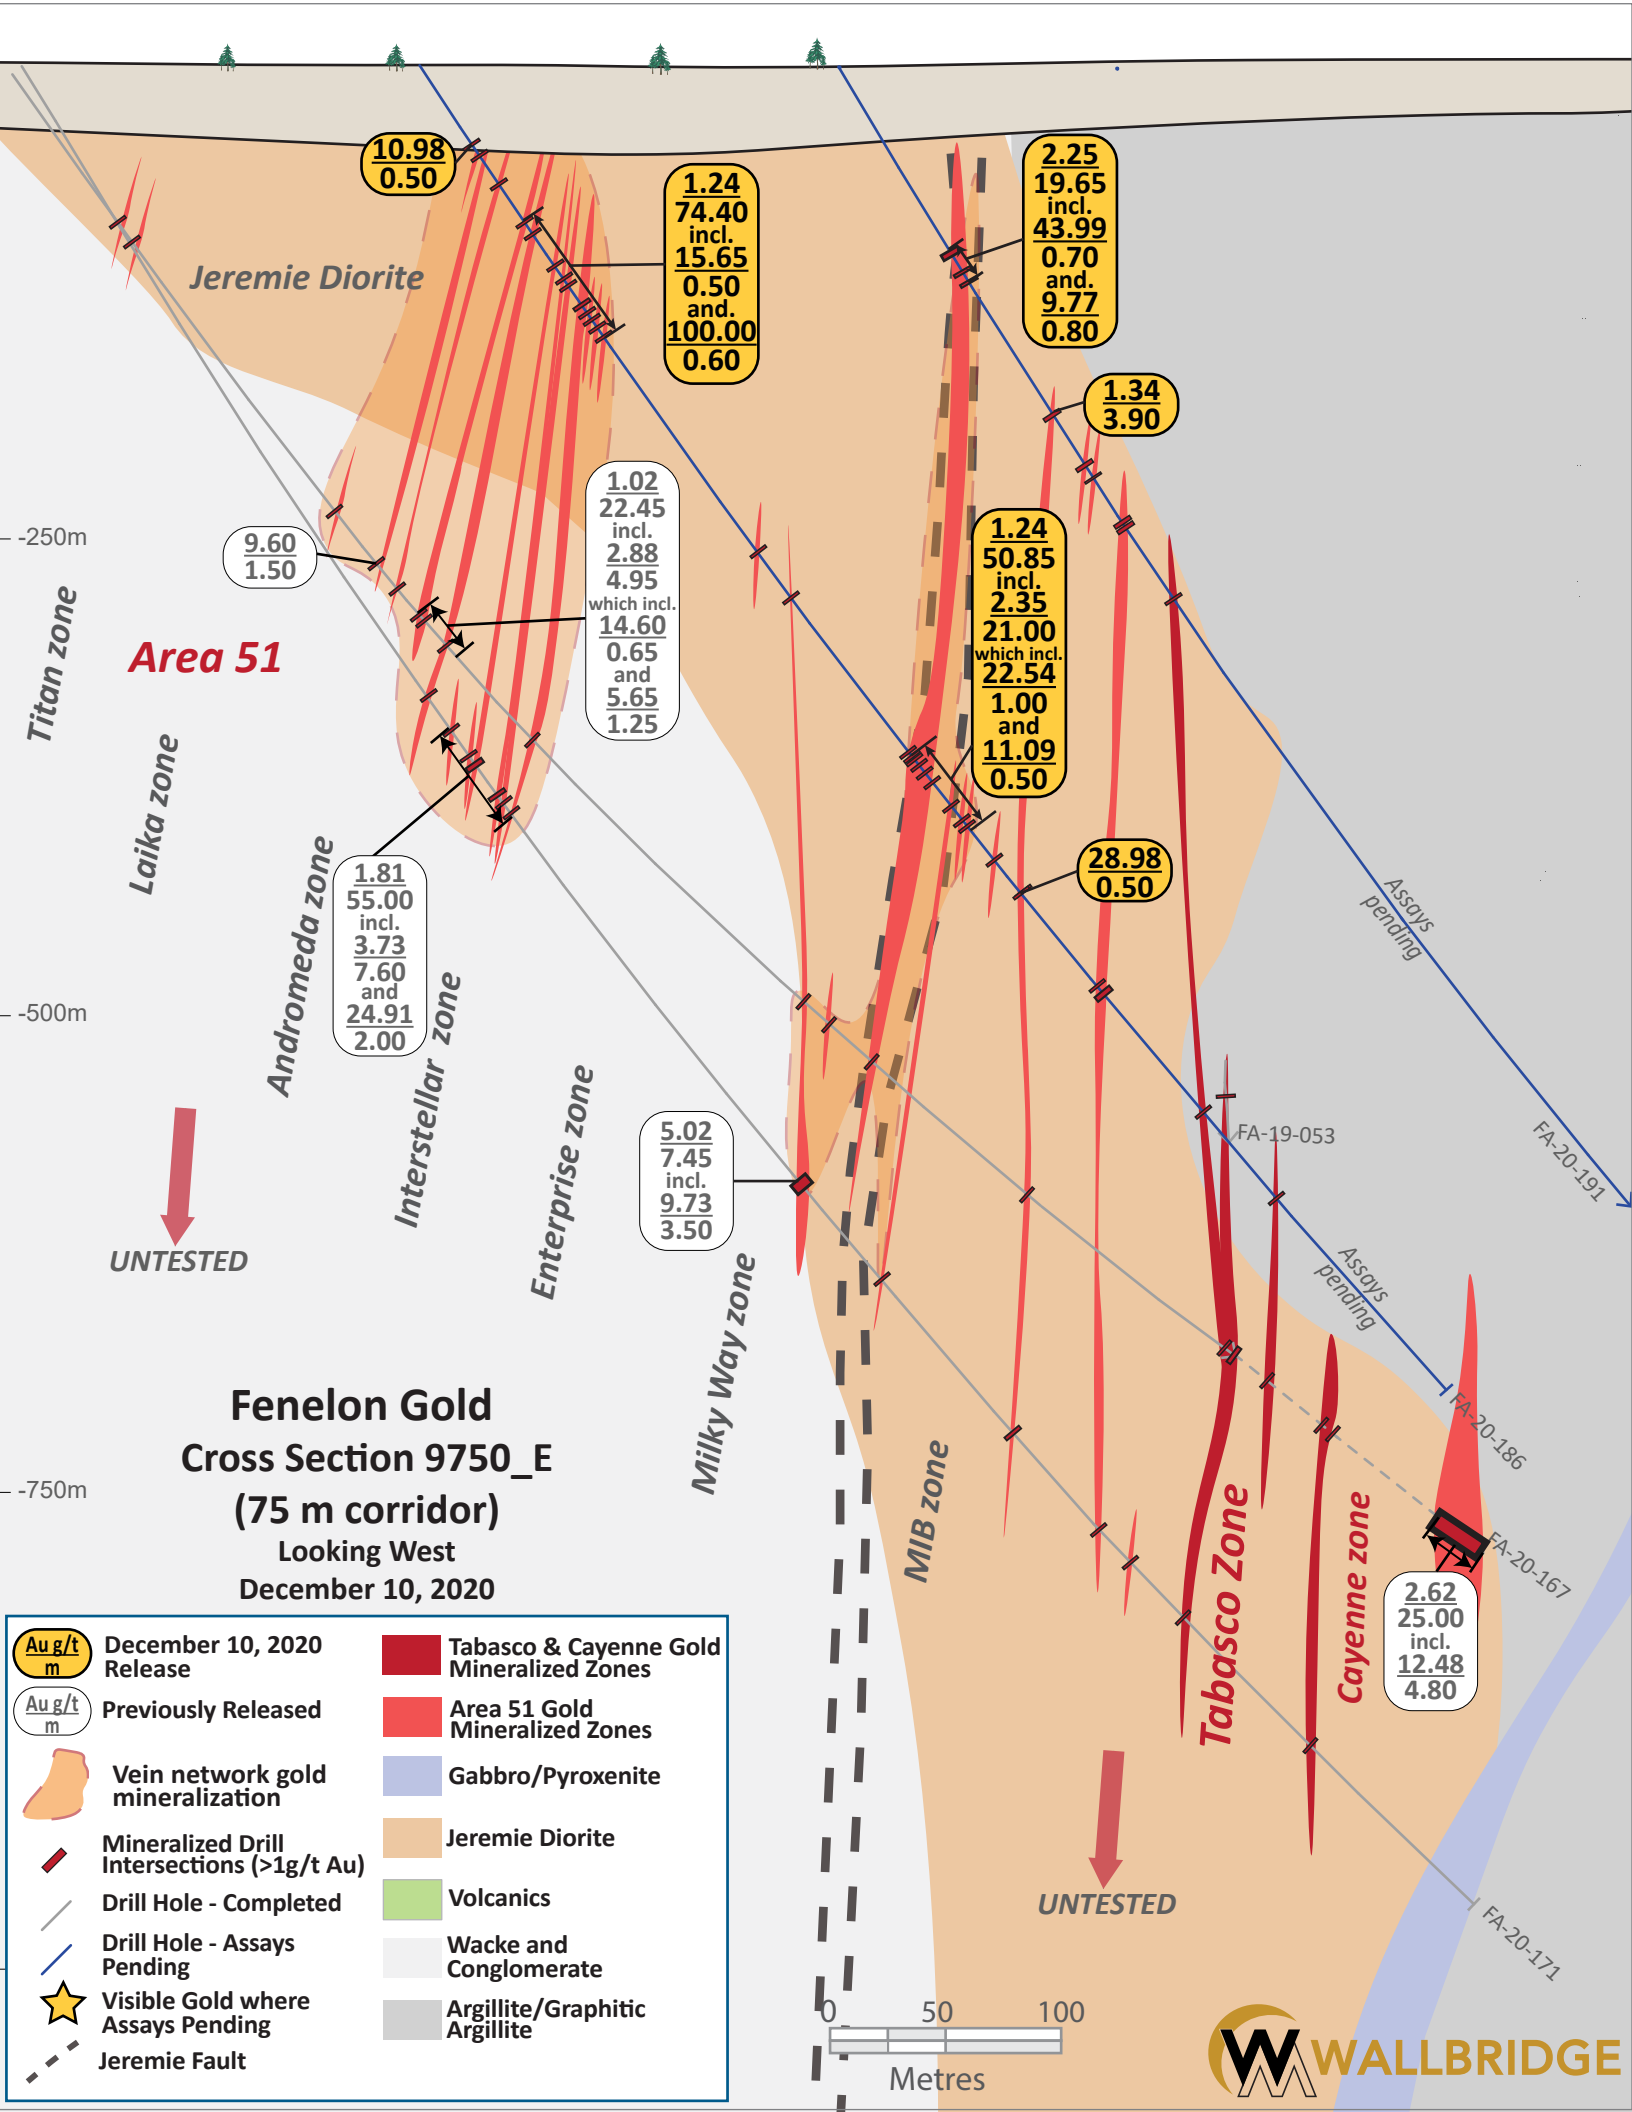 10.98
0.50
1.24
74.40
incl.
15.65
0.50
and.
100.00
0.60
2.25
19.65
incl.
43.99
0.70
and.
9.77
0.80
Jeremie Diorite
1.34
3.90
1.02
22.45
incl.
2.88
4.95
which incl.
14.60
0.65
and
5.65
1.25
-250m
9.60
1.50
1.24
50.85
incl.
2.35
21.00
which incl.
22.54
1.00
and
11.09
0.50
Titan zone
Area 51
Laika zone
Andromeda zone
1.81
55.00
incl.
3.73
7.60
and
24.91
2.00
28.98
0.50
Assays
pending
-500m
Interstellar zone
Enterprise zone
5.02
7.45
incl.
9.73
3.50
FA-19-053
FA-20-191
UNTESTED
Milky Way zone
Assays
pending
FA-20-186
Fenelon Gold
Cross Section 9750_E
(75 m corridor)
Looking West
December 10, 2020
-750m
MIB zone
Tabasco Zone
Cayenne zone
FA-20-167
2.62
25.00
incl.
12.48
4.80
UNTESTED
FA-20-171
Au g/t
m
December 10, 2020
Release
Au g/t
m
Previously Released
Vein network gold
mineralization
Mineralized Drill
Intersections (>1g/t Au)
Drill Hole - Completed
Drill Hole - Assays
Pending
Visible Gold where
Assays Pending
Jeremie Fault
Tabasco & Cayenne Gold
Mineralized Zones
Area 51 Gold
Mineralized Zones
Gabbro/Pyroxenite
Jeremie Diorite
Volcanics
Wacke and
Conglomerate
Argillite/Graphitic
Argillite
0 50 100
Metres
WALLBRIDGE